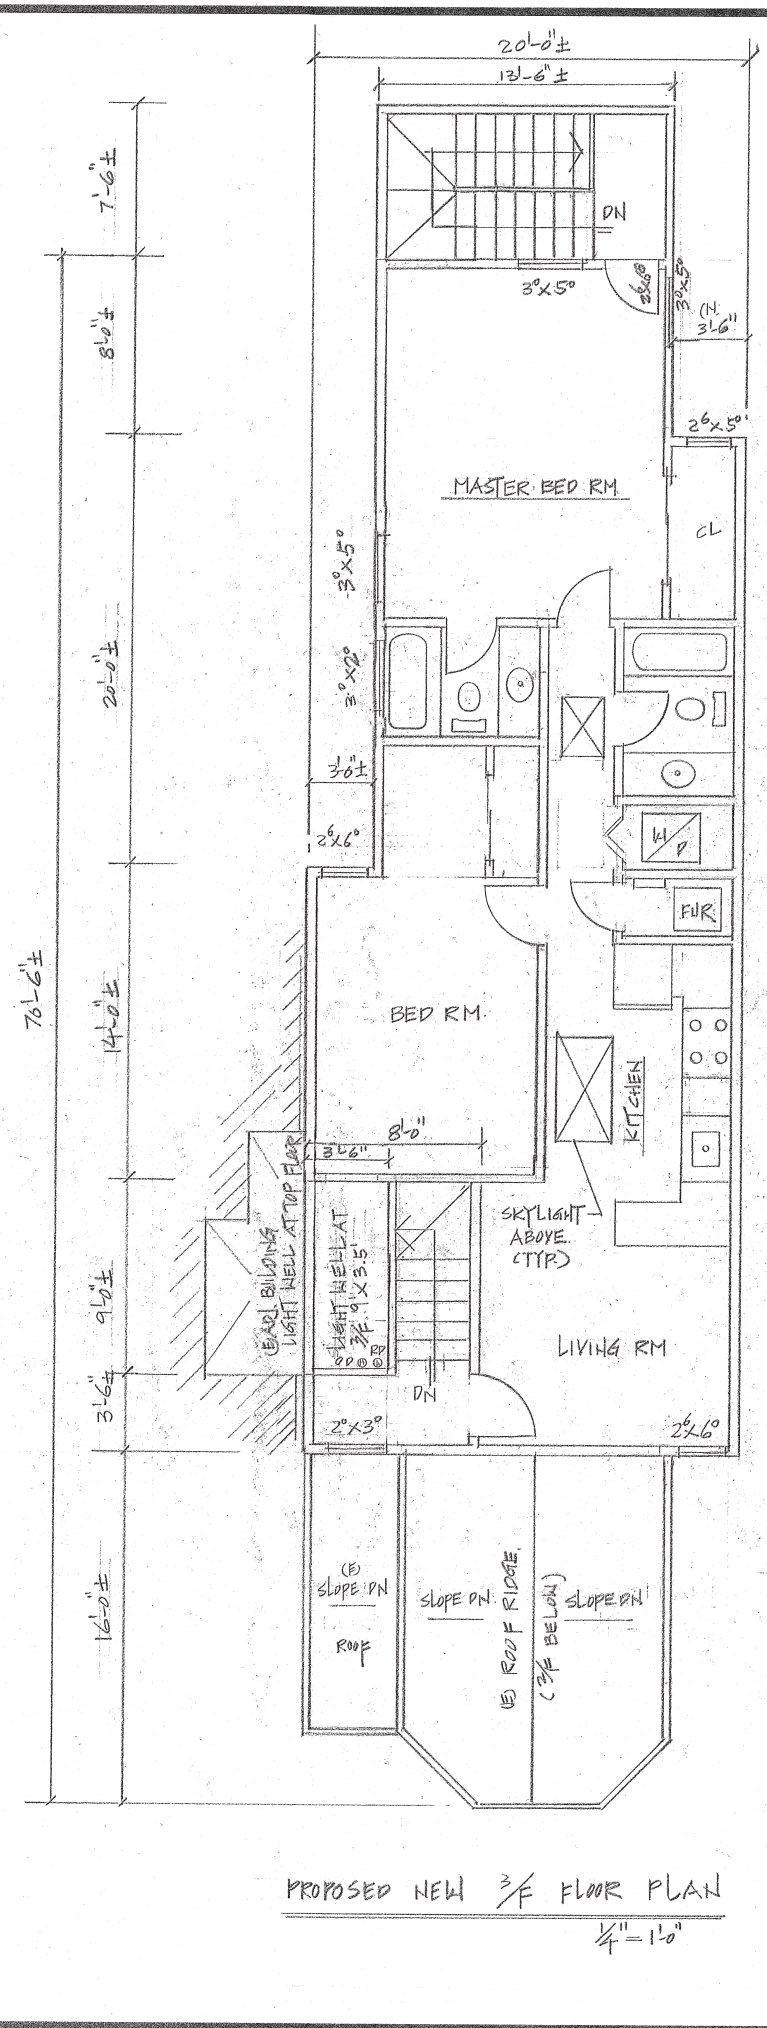 20'-0"±
13'-6"±
7'-6"±
DN
3⁰X5⁰
2⁶X6⁸
3⁰X5⁰
(N)
3'-6"
8'-0"±
2⁶X5⁰
MASTER BED RM
CL
3⁰X5⁰
20'-0"±
3⁰X2⁰
3'-0"±
2⁶X6⁰
W
D
FUR
76'-6"±
14'-0"±
BED RM.
KITCHEN
8'-0"
3'-6"
SKYLIGHT
ABOVE
(TYP.)
(E) ADJ. BUILDING
LIGHT WELL AT TOP FLOOR
LIGHT WELL AT
3/F. 9' X 3.5'
9'-0"±
RD
LIVING RM
DN
3'-6"±
2⁰X3⁰
2⁶X6⁰
16'-0"±
(E)
SLOPE DN
ROOF
SLOPE DN
(E) ROOF RIDGE
(3/F BELOW)
SLOPE DN
PROPOSED NEW 3/F FLOOR PLAN
1/4"=1'-0"